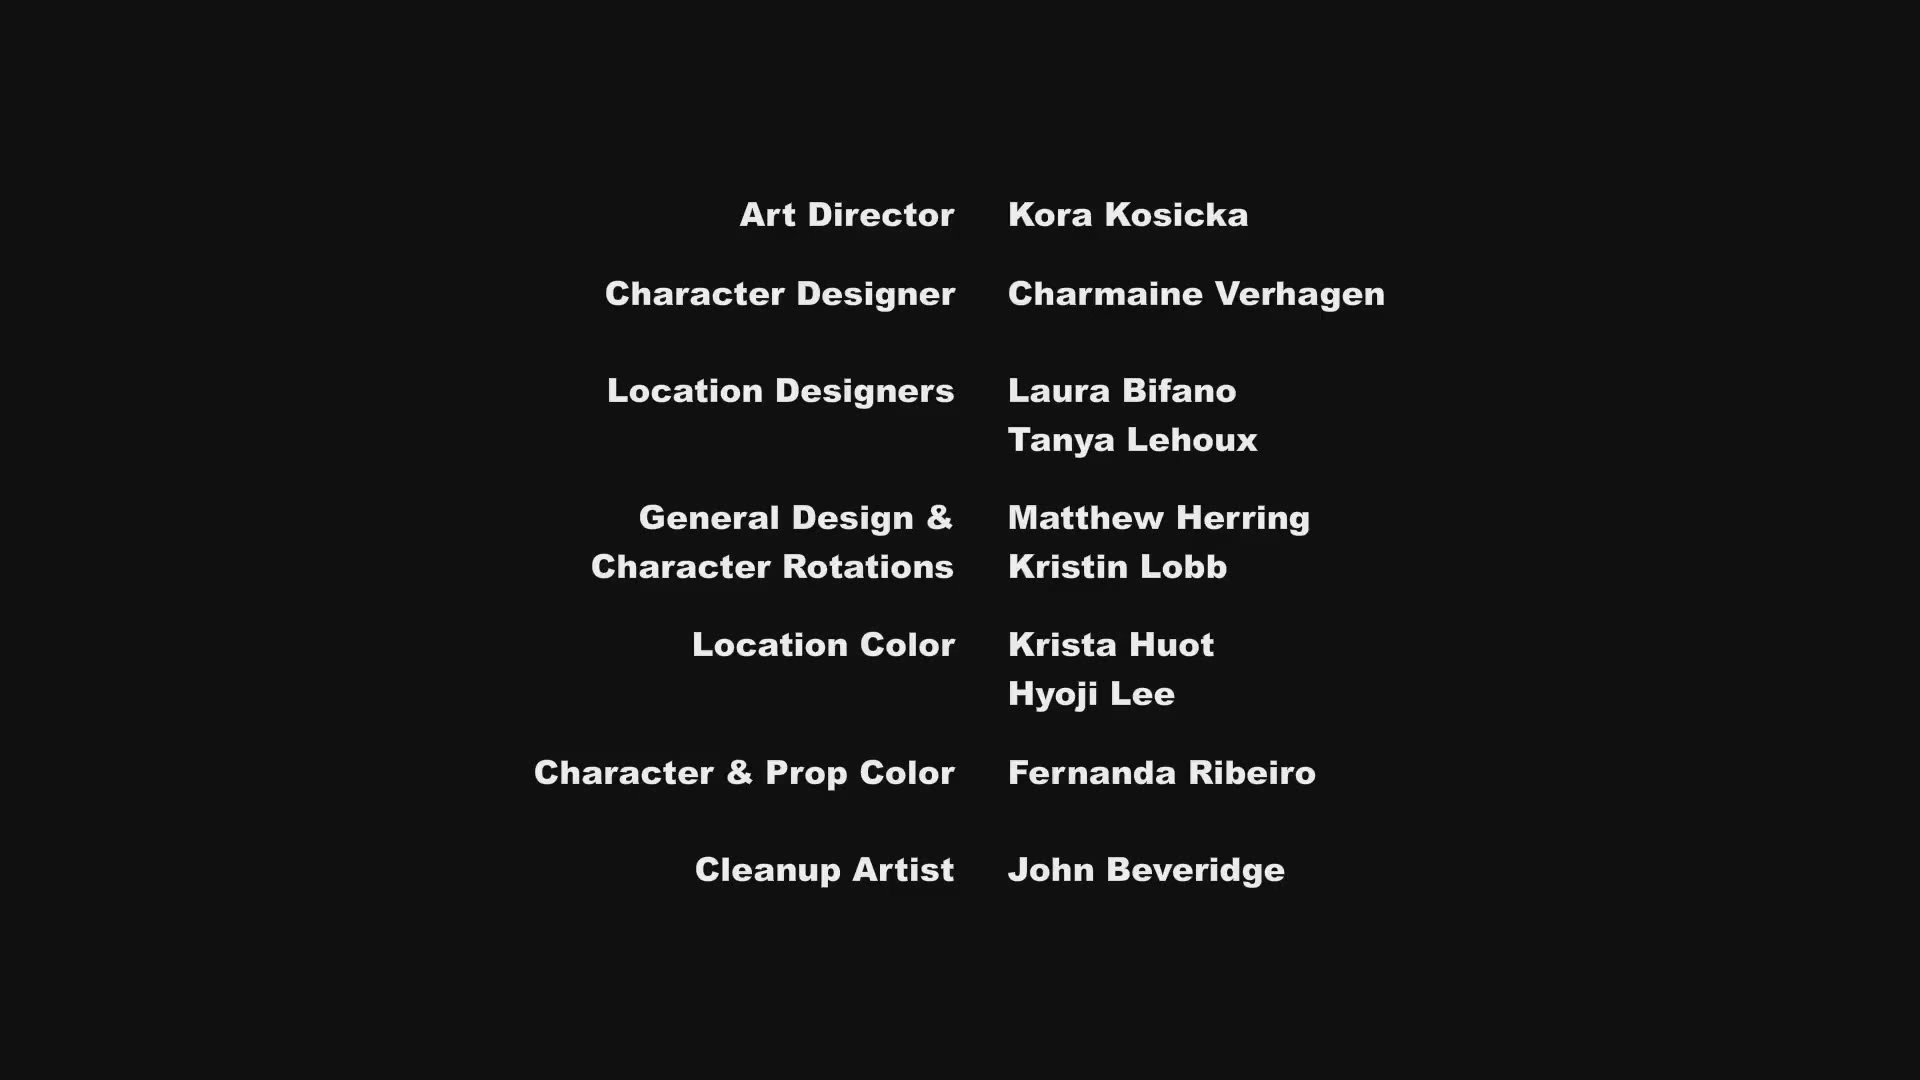 Art Director Kora Kosicka
Character Designer Charmaine Verhagen
Location Designers Laura Bifano
Tanya Lehoux
General Design & Matthew Herring
Character Rotations Kristin Lobb
Location Color Krista Huot
Hyoji Lee
Character & Prop Color Fernanda Ribeiro
Cleanup Artist John Beveridge